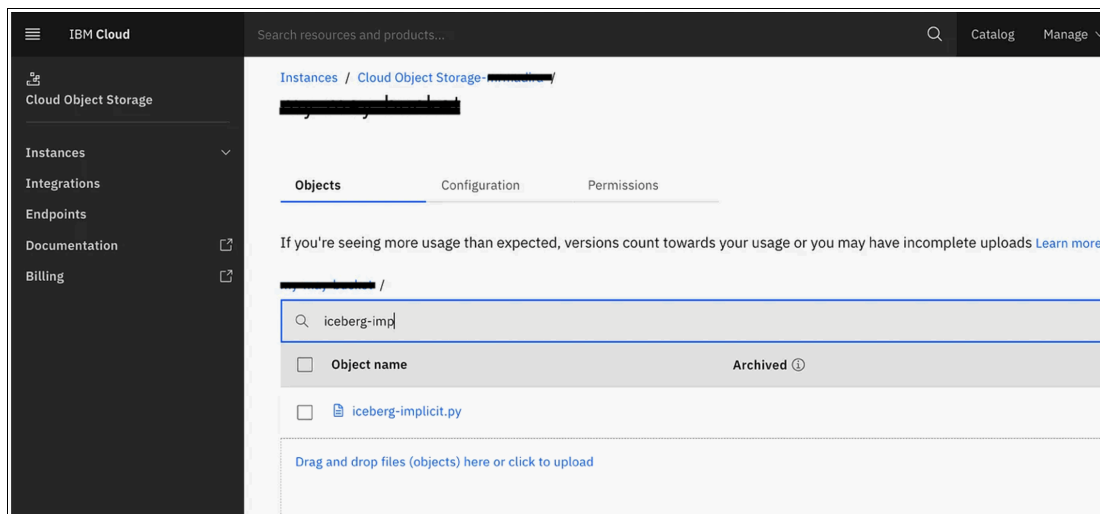 IBM Cloud
Search resources and products...
Catalog
Manage
Cloud Object Storage
Instances
Integrations
Endpoints
Documentation
Billing
Instances / Cloud Object Storage- /
Objects
Configuration
Permissions
If you're seeing more usage than expected, versions count towards your usage or you may have incomplete uploads Learn more
/
iceberg-imp
Object name
Archived
iceberg-implicit.py
Drag and drop files (objects) here or click to upload